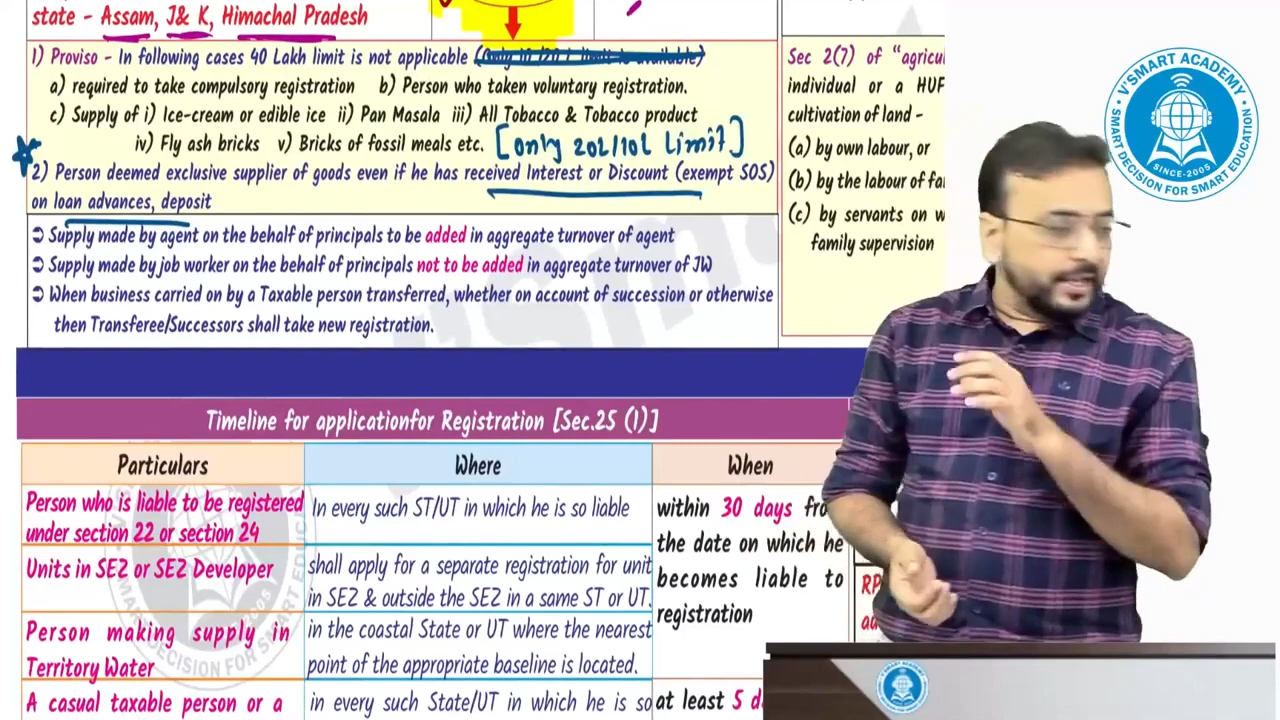 state - Assam, J& K, Himachal Pradesh
1) Proviso - In following cases 40 Lakh limit is not applicable (Only 10 /20 L limit is available)
a) required to take compulsory registration b) Person who taken voluntary registration.
c) Supply of i) Ice-cream or edible ice ii) Pan Masala iii) All Tobacco & Tobacco product
iv) Fly ash bricks v) Bricks of fossil meals etc. [only 20L/10L limit]
2) Person deemed exclusive supplier of goods even if he has received Interest or Discount (exempt SOS)
on loan advances, deposit
➲ Supply made by agent on the behalf of principals to be added in aggregate turnover of agent
➲ Supply made by job worker on the behalf of principals not to be added in aggregate turnover of JW
➲ When business carried on by a Taxable person transferred, whether on account of succession or otherwise
then Transferee/Successors shall take new registration.
Sec 2(7) of "agricu
individual or a HUF
cultivation of land -
(a) by own labour, or
(b) by the labour of fa
(c) by servants on w
family supervision
V'SMART ACADEMY
SINCE-2005
SMART DECISION FOR SMART EDUCATION
Timeline for applicationfor Registration [Sec.25 (1)]
Particulars Where When
Person who is liable to be registered
under section 22 or section 24
In every such ST/UT in which he is so liable
within 30 days fro
the date on which he
becomes liable to
registration
Units in SEZ or SEZ Developer
shall apply for a separate registration for unit
in SEZ & outside the SEZ in a same ST or UT.
Person making supply in
Territory Water
in the coastal State or UT where the nearest
point of the appropriate baseline is located.
A casual taxable person or a
in every such State/UT in which he is so
at least 5 d
RP
au